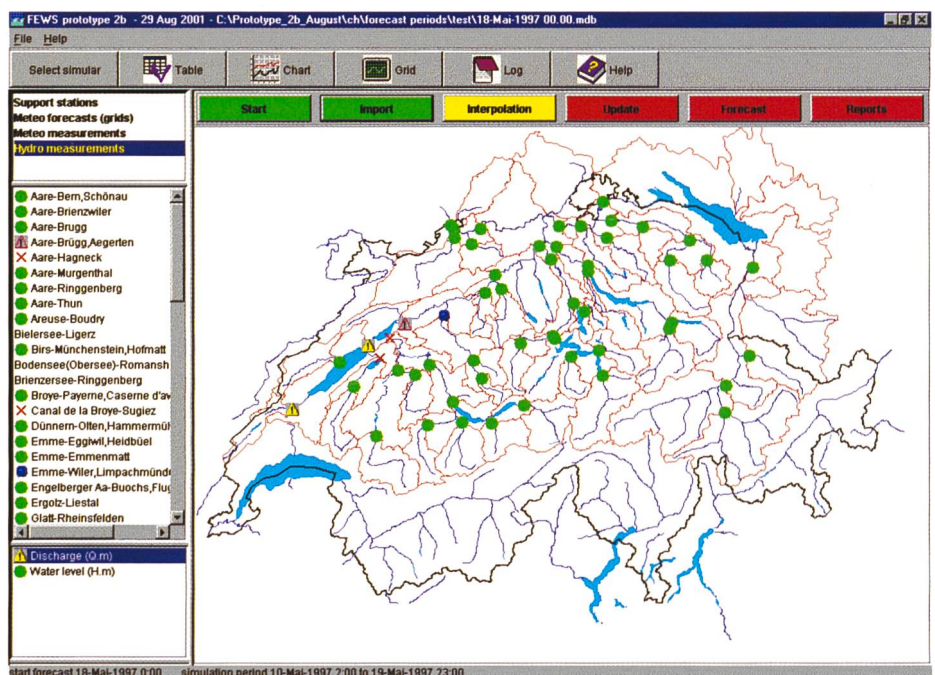 FEWS prototype 2b - 29 Aug 2001 - C:\Prototype_2b_August\ch\forecast periods\test\18-Mai-1997 00.00.mdb
File Help
Select simular Table Chart Grid Log Help
Support stations
Meteo forecasts (grids)
Meteo measurements
Hydro measurements
Start Import Interpolation Update Forecast Reports
Aare-Bern,Schönau
Aare-Brienzwiler
Aare-Brugg
Aare-Brügg,Aegerten
Aare-Hagneck
Aare-Murgenthal
Aare-Ringgenberg
Aare-Thun
Areuse-Boudry
Bielersee-Ligerz
Birs-Münchenstein,Hofmatt
Bodensee(Obersee)-Romansh
Brienzersee-Ringgenberg
Broye-Payerne,Caserne d'av
Canal de la Broye-Sugiez
Dünnern-Olten,Hammermüh
Emme-Eggiwil,Heidbüel
Emme-Emmenmatt
Emme-Wiler,Limpachmünd
Engelberger Aa-Buochs,Flug
Ergolz-Liestal
Glatt-Rheinsfelden
Discharge (Q.m)
Water level (H.m)
start forecast 18-Mai-1997 0:00 simulation period 10-Mai-1997 2:00 to 19-Mai-1997 23:00